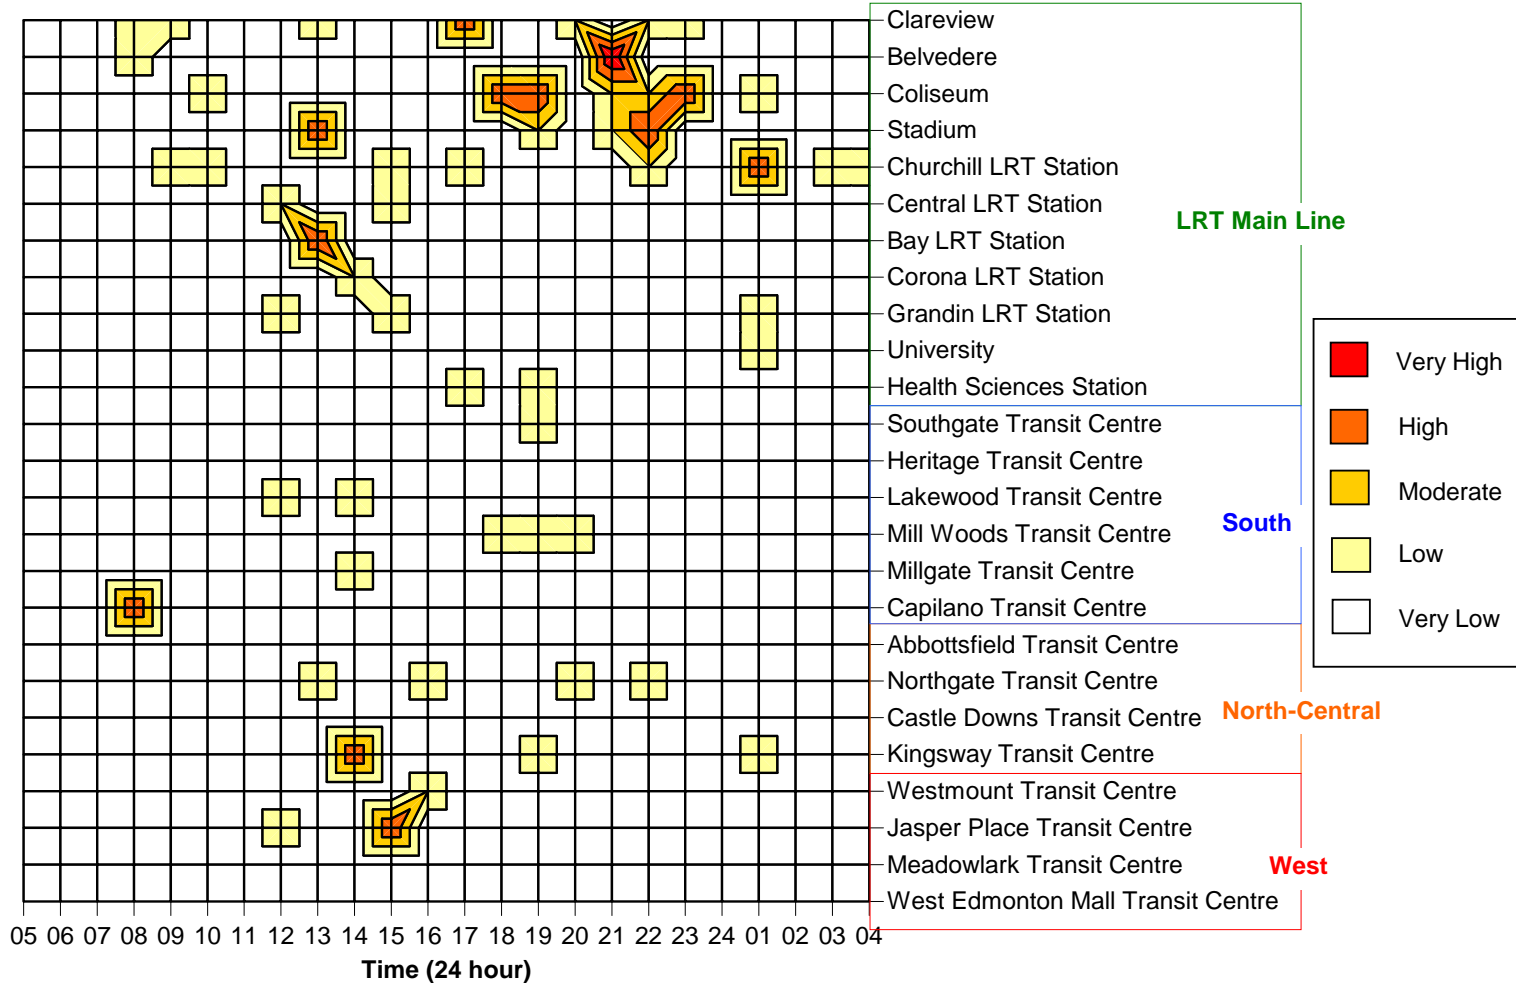 Clareview
Belvedere
Coliseum
Stadium
Churchill LRT Station
Central LRT Station
LRT Main Line
Bay LRT Station
Corona LRT Station
Grandin LRT Station
University
Health Sciences Station
Southgate Transit Centre
Heritage Transit Centre
Lakewood Transit Centre
South
Mill Woods Transit Centre
Millgate Transit Centre
Capilano Transit Centre
Abbottsfield Transit Centre
Northgate Transit Centre
North-Central
Castle Downs Transit Centre
Kingsway Transit Centre
Westmount Transit Centre
Jasper Place Transit Centre
Meadowlark Transit Centre
West
West Edmonton Mall Transit Centre
Very High
High
Moderate
Low
Very Low
05 06 07 08 09 10 11 12 13 14 15 16 17 18 19 20 21 22 23 24 01 02 03 04
Time (24 hour)